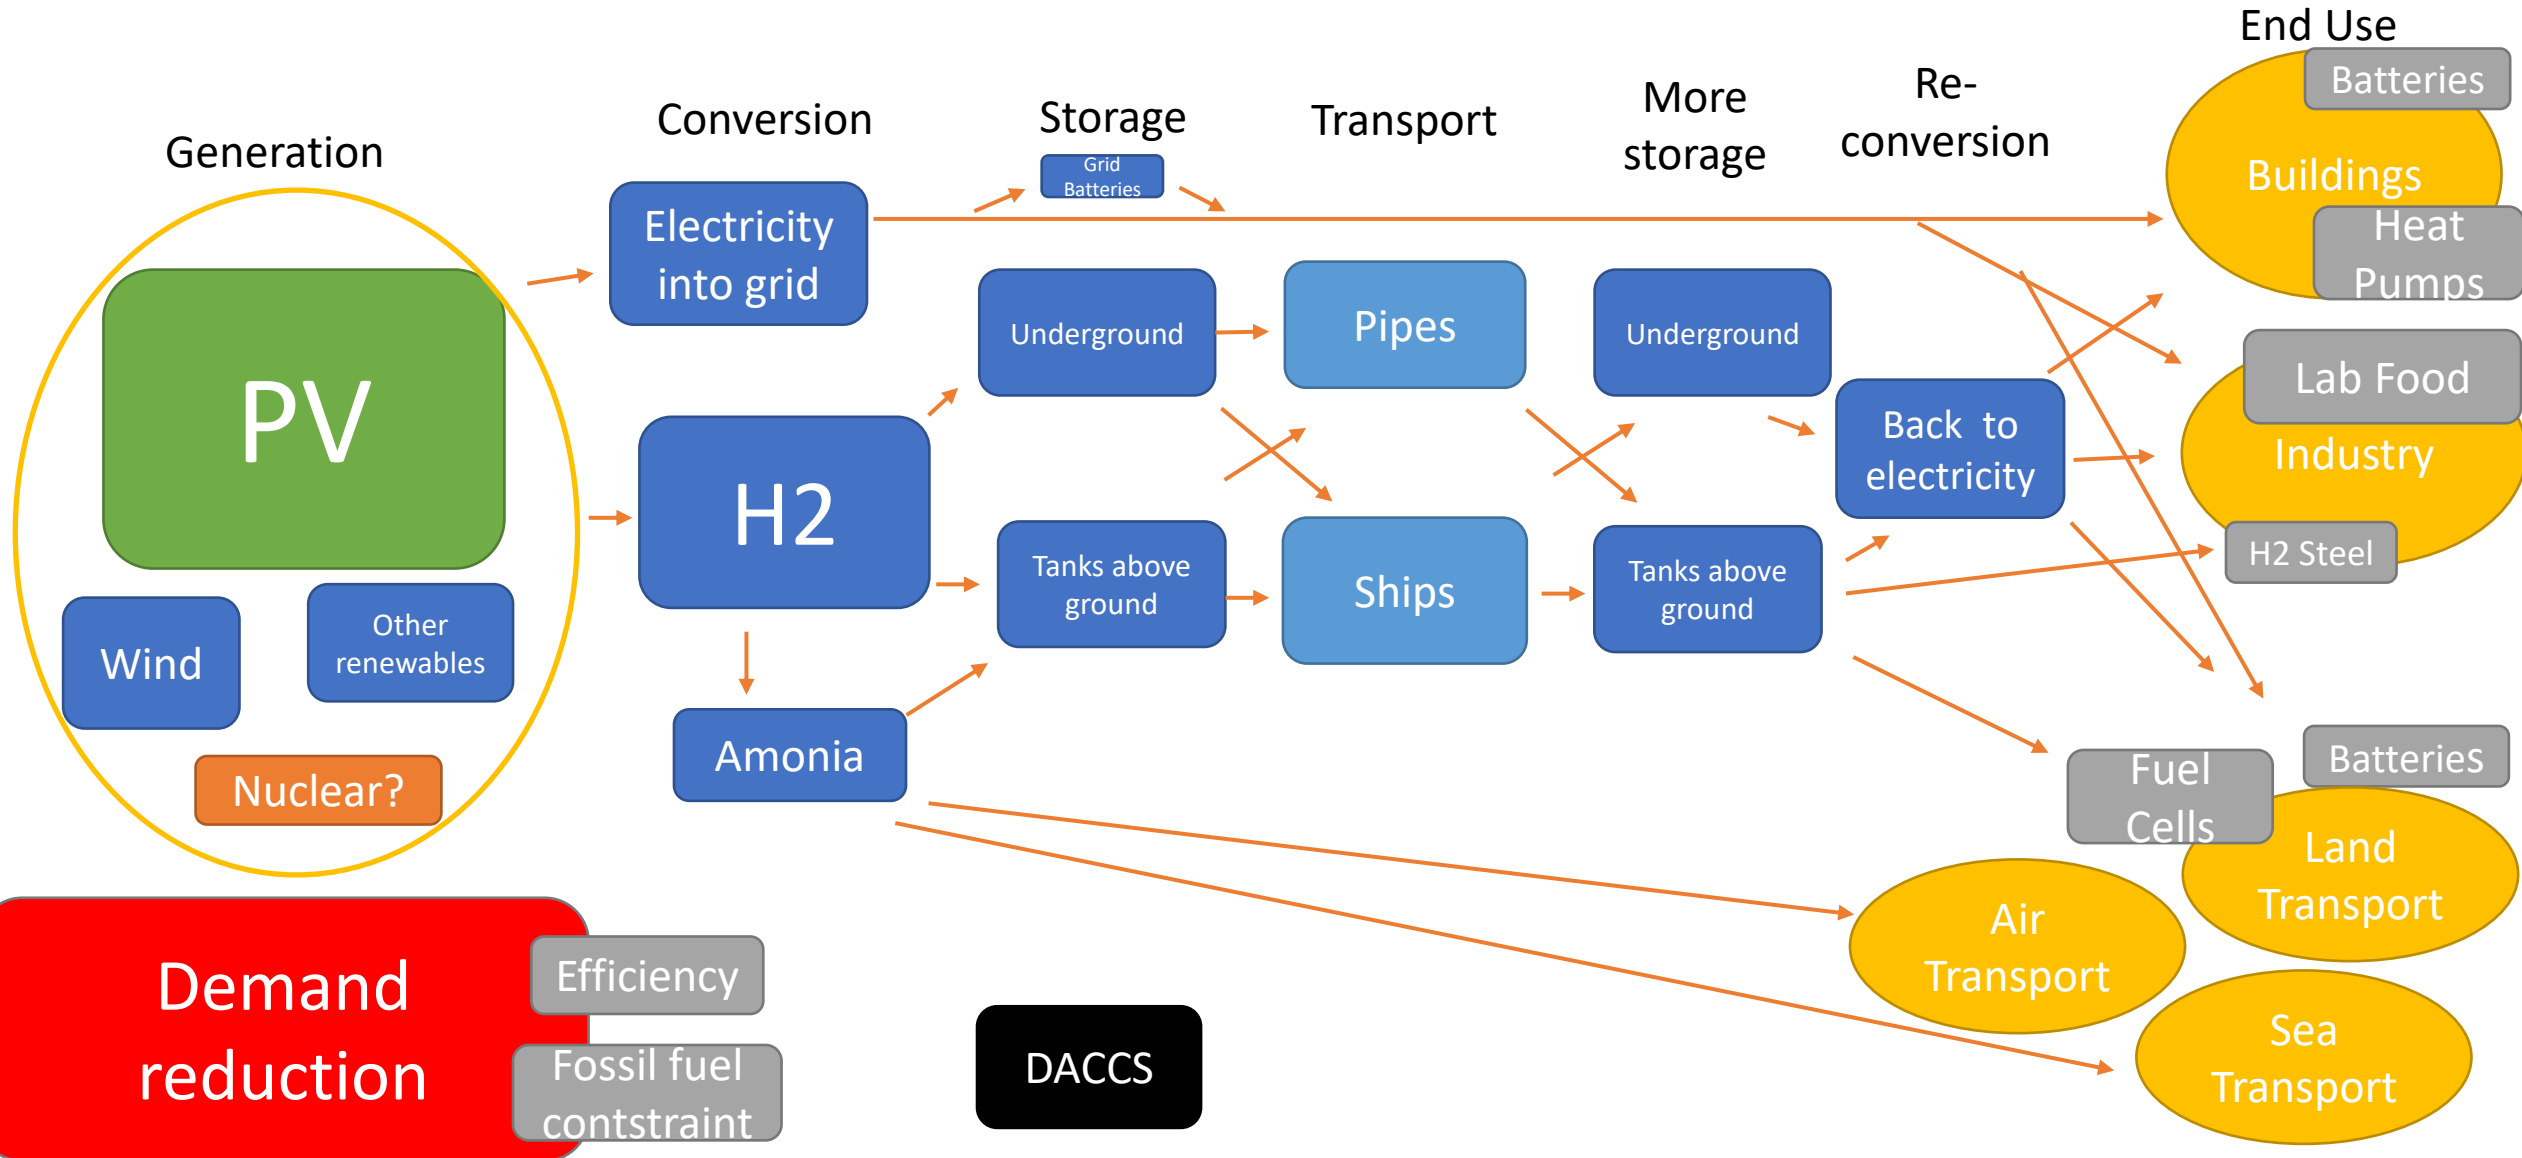 End Use
Generation
Conversion
Storage
Transport
More
storage
Re-
conversion
PV
Wind
Other
renewables
Nuclear?
Electricity
into grid
H2
Amonia
Grid
Batteries
Underground
Tanks above
ground
Pipes
Ships
Underground
Tanks above
ground
Back to
electricity
Batteries
Buildings
Heat
Pumps
Lab Food
Industry
H2 Steel
Batteries
Fuel
Cells
Land
Transport
Air
Transport
Sea
Transport
Demand
reduction
Efficiency
Fossil fuel
contstraint
DACCS